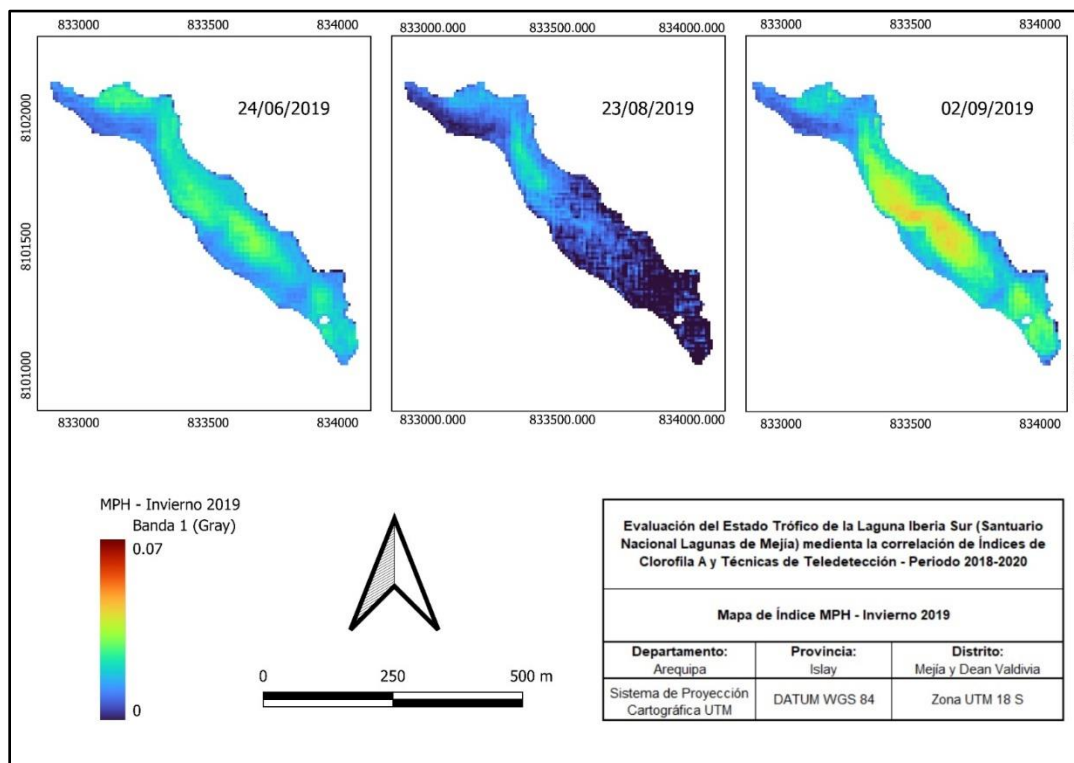 833000 833500 834000
833000.000 833500.000 834000.000
833000 833500 834000
8102000
8101500
8101000
24/06/2019
23/08/2019
02/09/2019
833000 833500 834000
833000.000 833500.000 834000.000
833000 833500 834000
MPH - Invierno 2019
Banda 1 (Gray)
0.07
0
0 250 500 m
Evaluación del Estado Trófico de la Laguna Iberia Sur (Santuario
Nacional Lagunas de Mejía) medienta la correlación de Índices de
Clorofila A y Técnicas de Teledetección - Periodo 2018-2020
Mapa de Índice MPH - Invierno 2019
Departamento:
Arequipa
Provincia:
Islay
Distrito:
Mejía y Dean Valdivia
Sistema de Proyección
Cartográfica UTM
DATUM WGS 84
Zona UTM 18 S